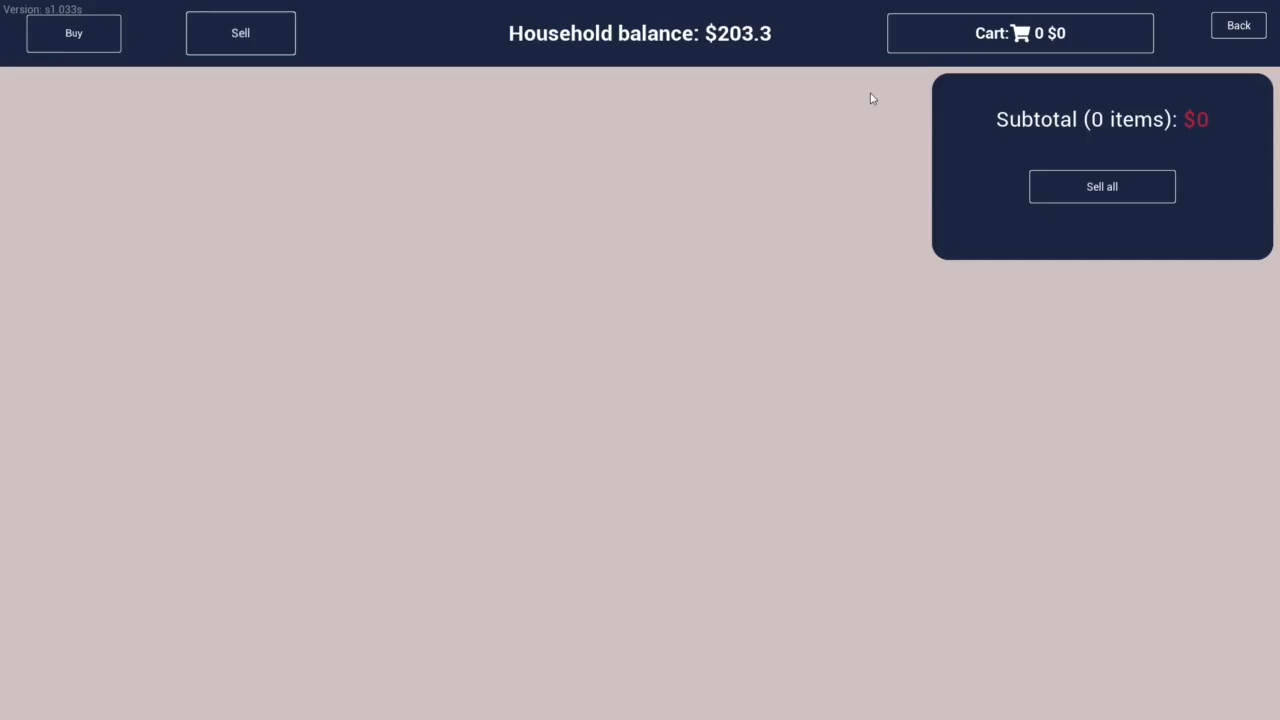 Version: s1.033s
Buy
Sell
Household balance: $203.3
Cart: 0 $0
Back
Subtotal (0 items): $0
Sell all